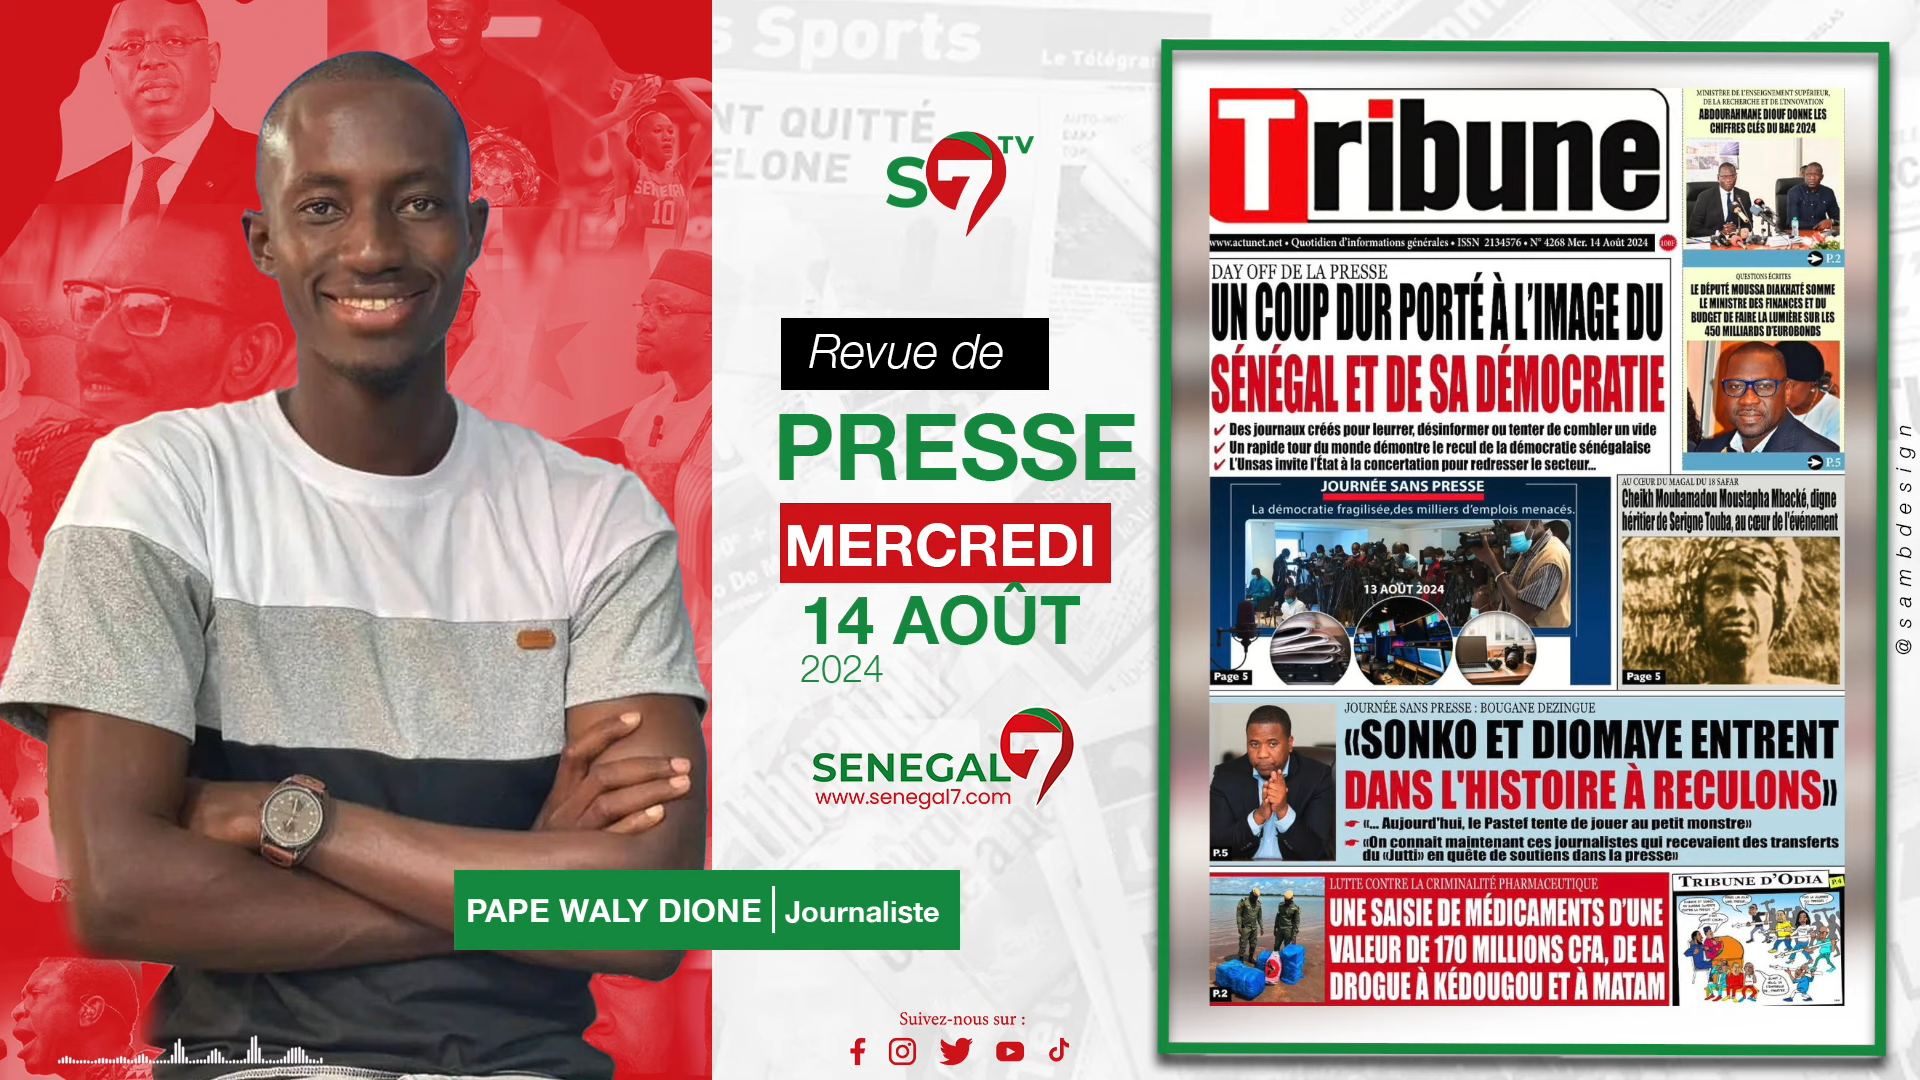 s Sports
Le Télégra
NT QUITTÉ
ELONE
SENEGAL
10
S7 TV
Revue de
PRESSE
MERCREDI
14 AOÛT
2024
SENEGAL7
www.senegal7.com
PAPE WALY DIONE | Journaliste
Suivez-nous sur :
@sambdesign
Tribune
www.actunet.net • Quotidien d'informations générales • ISSN 2134576 • N° 4268 Mer. 14 Août 2024
100F
MINISTÈRE DE L'ENSEIGNEMENT SUPÉRIEUR,
DE LA RECHERCHE ET DE L'INNOVATION
ABDOURAHMANE DIOUF DONNE LES
CHIFFRES CLÉS DU BAC 2024
P.2
QUESTIONS ÉCRITES
LE DÉPUTÉ MOUSSA DIAKHATÉ SOMME
LE MINISTRE DES FINANCES ET DU
BUDGET DE FAIRE LA LUMIÈRE SUR LES
450 MILLIARDS D'EUROBONDS
P.5
DAY OFF DE LA PRESSE
UN COUP DUR PORTÉ À L'IMAGE DU
SÉNÉGAL ET DE SA DÉMOCRATIE
✓ Des journaux créés pour leurrer, désinformer ou tenter de combler un vide
✓ Un rapide tour du monde démontre le recul de la démocratie sénégalaise
✓ L'Unsas invite l'État à la concertation pour redresser le secteur...
JOURNÉE SANS PRESSE
La démocratie fragilisée,des milliers d'emplois menacés.
13 AOÛT 2024
Page 5
AU CŒUR DU MAGAL DU 18 SAFAR
Cheikh Mouhamadou Moustapha Mbacké, digne
héritier de Serigne Touba, au cœur de l'événement
Page 5
JOURNÉE SANS PRESSE : BOUGANE DEZINGUE
«SONKO ET DIOMAYE ENTRENT
DANS L'HISTOIRE À RECULONS»
«... Aujourd'hui, le Pastef tente de jouer au petit monstre»
«On connait maintenant ces journalistes qui recevaient des transferts
du «Jutti» en quête de soutiens dans la presse»
P.5
LUTTE CONTRE LA CRIMINALITÉ PHARMACEUTIQUE
UNE SAISIE DE MÉDICAMENTS D'UNE
VALEUR DE 170 MILLIONS CFA, DE LA
DROGUE À KÉDOUGOU ET À MATAM
P.2
TRIBUNE D'ODIA P.4